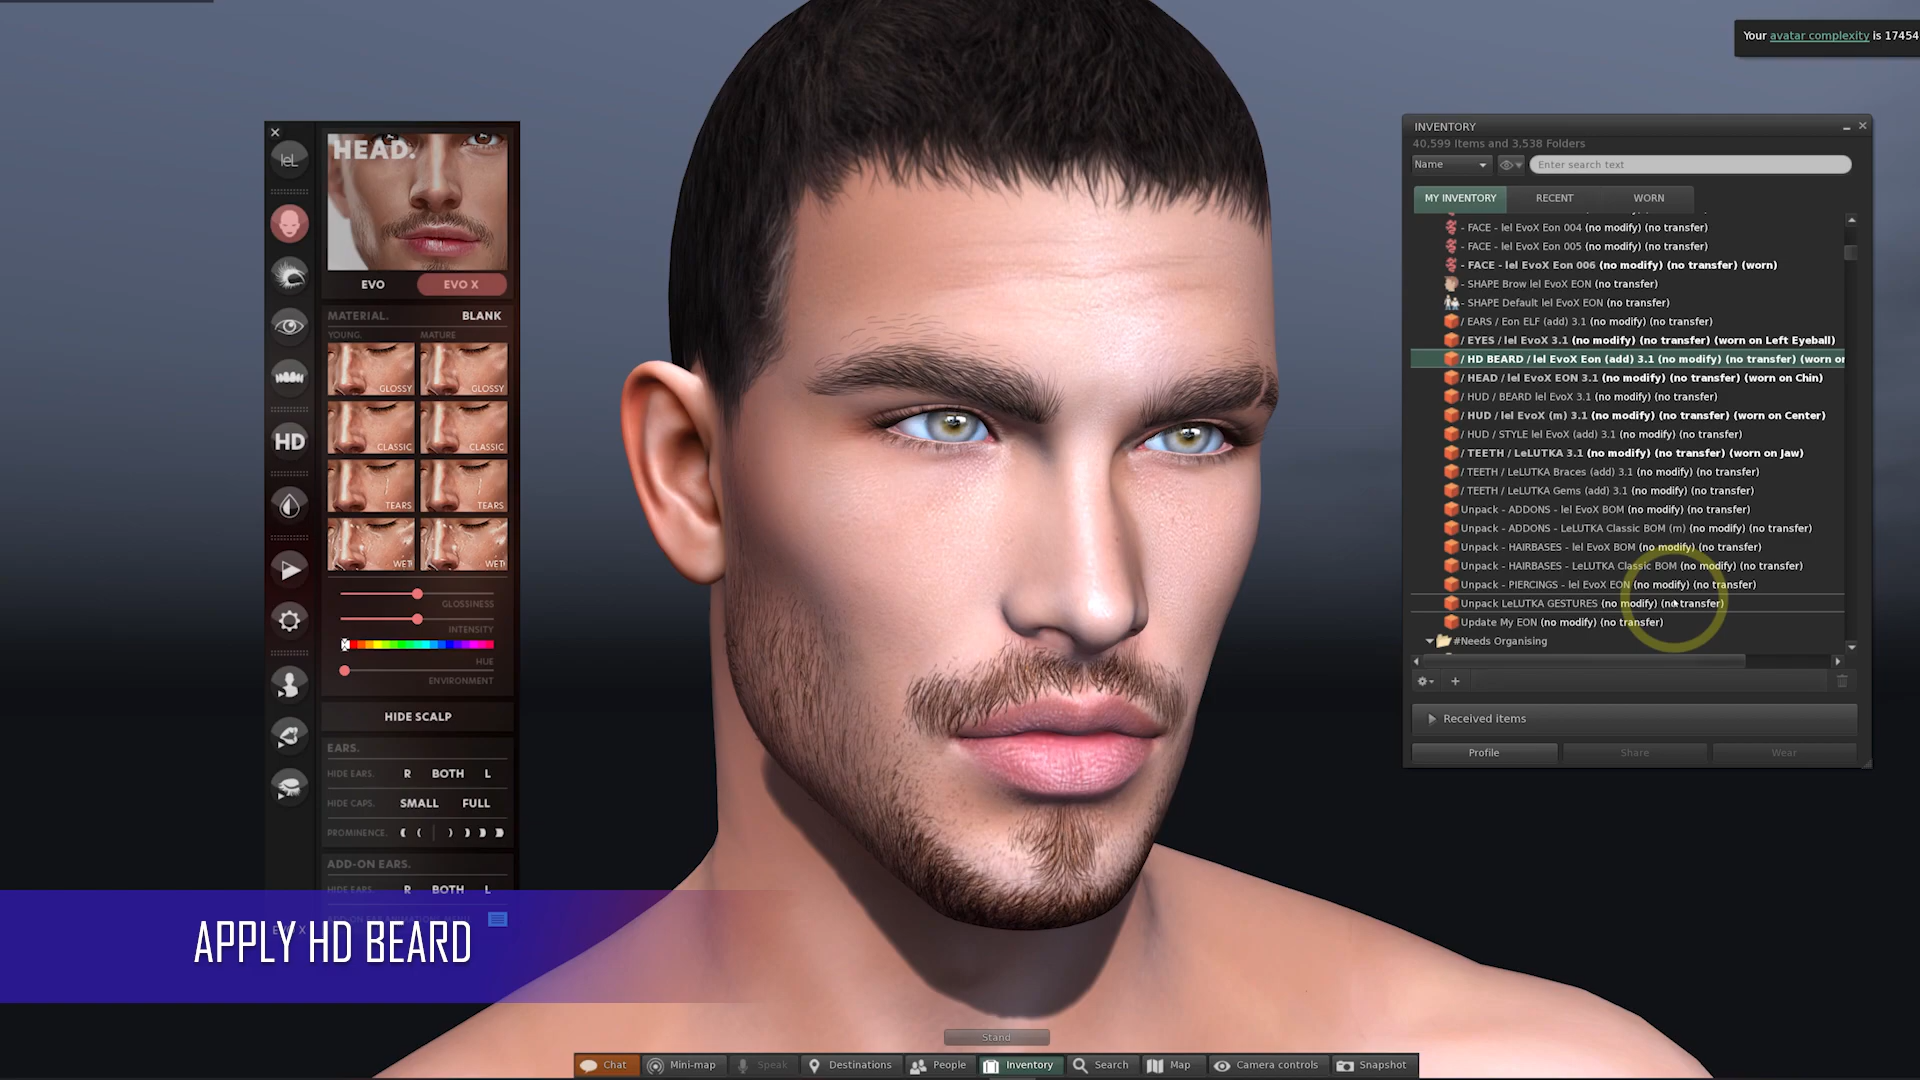 Your avatar complexity is 17454
leL
HEAD.
EVO EVO X
MATERIAL. BLANK
YOUNG. MATURE
GLOSSY GLOSSY
CLASSIC CLASSIC
TEARS TEARS
WET WET
GLOSSINESS
INTENSITY
HUE
ENVIRONMENT
HD
HIDE SCALP
EARS.
HIDE EARS. R BOTH L
HIDE CAPS. SMALL FULL
PROMINENCE.
ADD-ON EARS.
HIDE EARS. R BOTH L
APPLY HD BEARD
INVENTORY
40,599 Items and 3,538 Folders
Name Enter search text
MY INVENTORY RECENT WORN
- FACE - lel EvoX Eon 004 (no modify) (no transfer)
- FACE - lel EvoX Eon 005 (no modify) (no transfer)
- FACE - lel EvoX Eon 006 (no modify) (no transfer) (worn)
- SHAPE Brow lel EvoX EON (no transfer)
- SHAPE Default lel EvoX EON (no transfer)
/ EARS / Eon ELF (add) 3.1 (no modify) (no transfer)
/ EYES / lel EvoX 3.1 (no modify) (no transfer) (worn on Left Eyeball)
/ HD BEARD / lel EvoX Eon (add) 3.1 (no modify) (no transfer) (worn or
/ HEAD / lel EvoX EON 3.1 (no modify) (no transfer) (worn on Chin)
/ HUD / BEARD lel EvoX 3.1 (no modify) (no transfer)
/ HUD / lel EvoX (m) 3.1 (no modify) (no transfer) (worn on Center)
/ HUD / STYLE lel EvoX (add) 3.1 (no modify) (no transfer)
/ TEETH / LeLUTKA 3.1 (no modify) (no transfer) (worn on Jaw)
/ TEETH / LeLUTKA Braces (add) 3.1 (no modify) (no transfer)
/ TEETH / LeLUTKA Gems (add) 3.1 (no modify) (no transfer)
Unpack - ADDONS - lel EvoX BOM (no modify) (no transfer)
Unpack - ADDONS - LeLUTKA Classic BOM (m) (no modify) (no transfer)
Unpack - HAIRBASES - lel EvoX BOM (no modify) (no transfer)
Unpack - HAIRBASES - LeLUTKA Classic BOM (no modify) (no transfer)
Unpack - PIERCINGS - lel EvoX EON (no modify) (no transfer)
Unpack LeLUTKA GESTURES (no modify) (no transfer)
Update My EON (no modify) (no transfer)
#Needs Organising
Received items
Profile Share Wear
Stand
Chat Mini-map Speak Destinations People Inventory Search Map Camera controls Snapshot